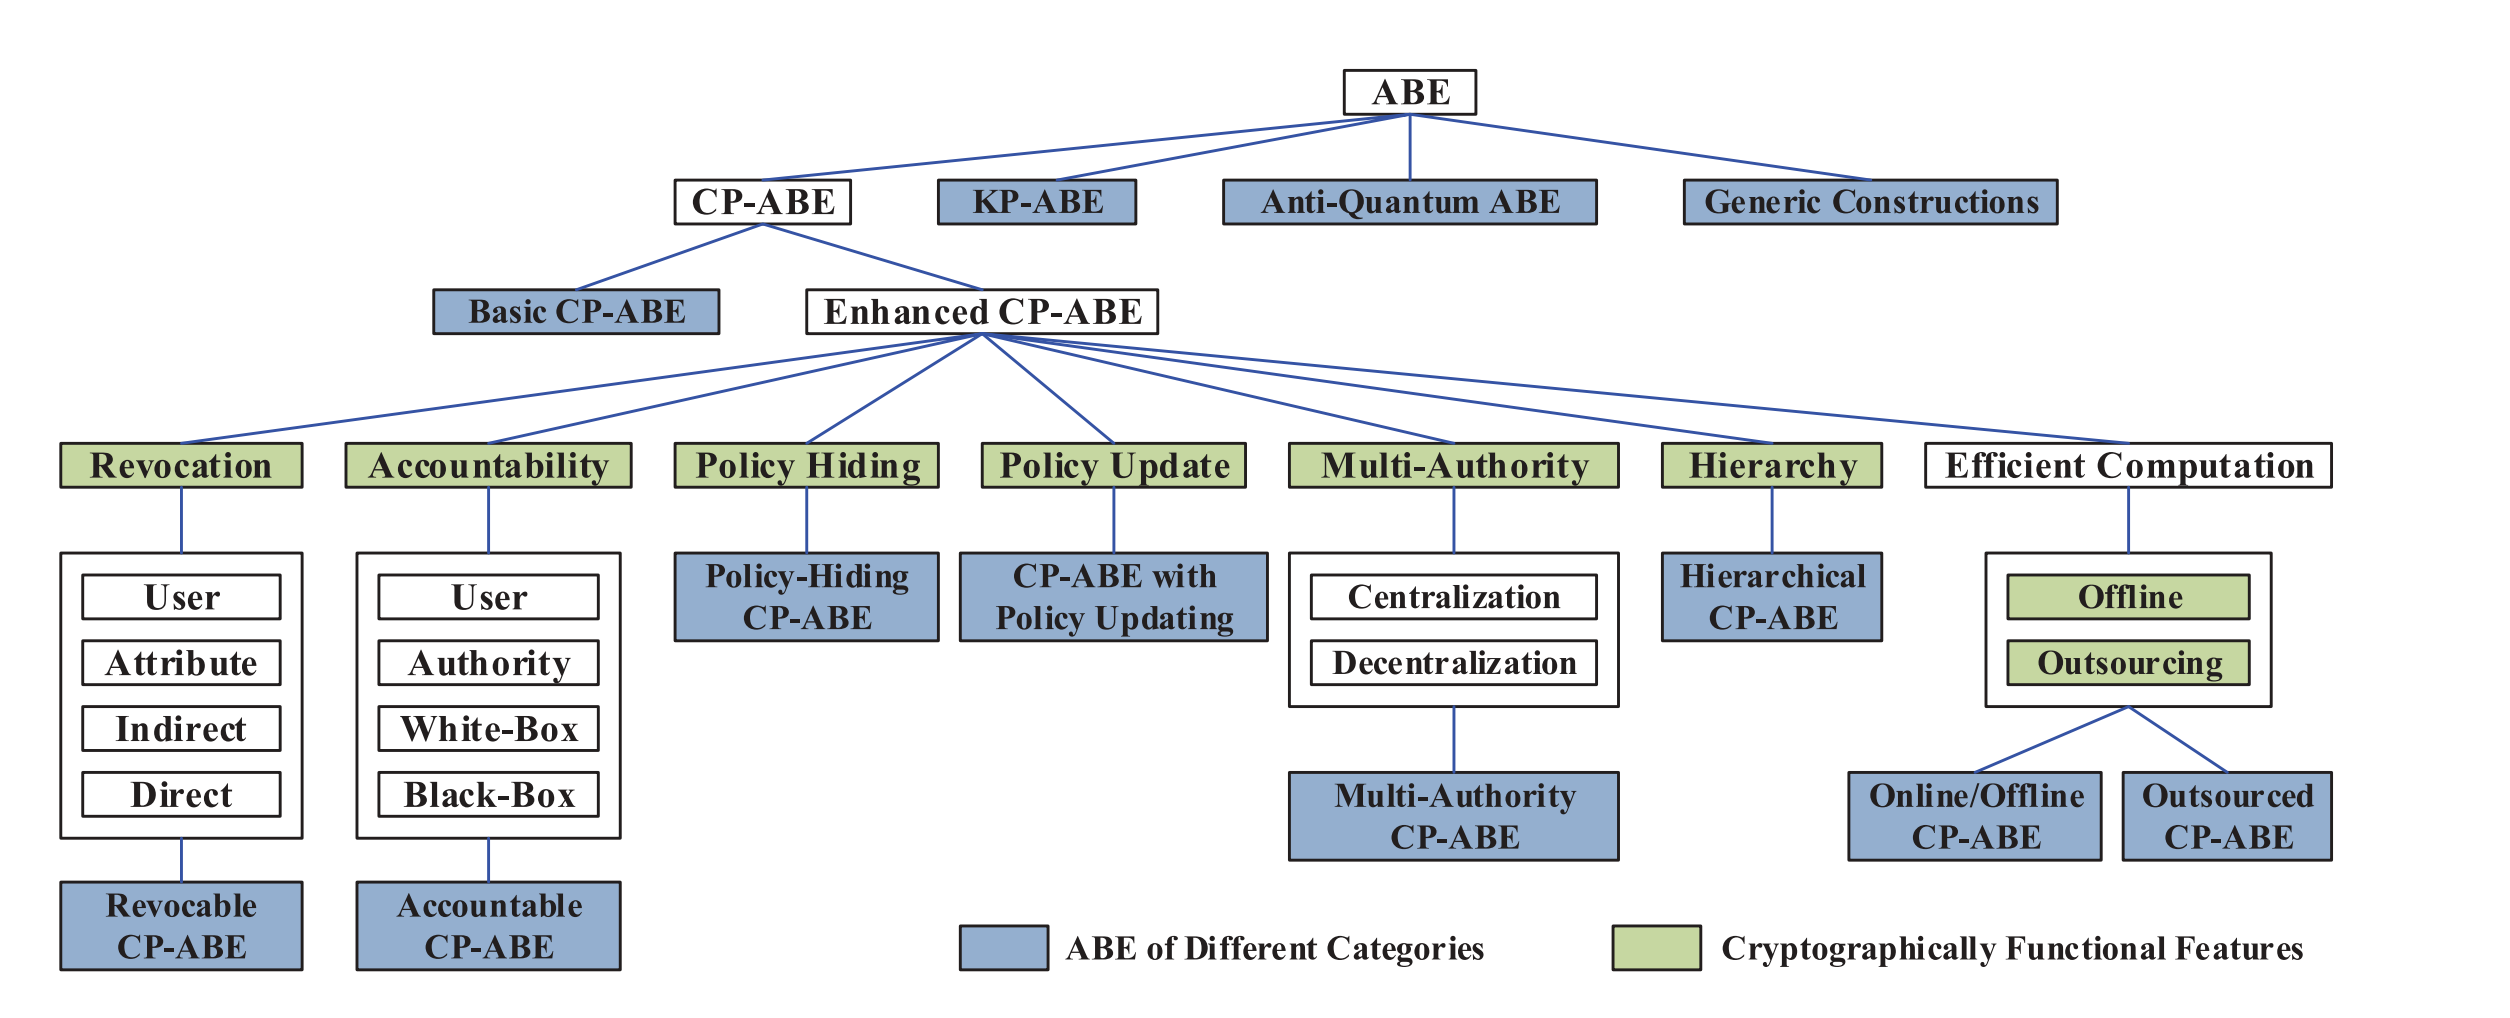 ABE
CP-ABE
KP-ABE
Anti-Quantum ABE
Generic Constructions
Basic CP-ABE
Enhanced CP-ABE
Revocation
Accountability
Policy Hiding
Policy Update
Multi-Authority
Hierarchy
Efficient Computation
User
Attribute
Indirect
Direct
User
Authority
White-Box
Black-Box
Policy-Hiding
CP-ABE
CP-ABE with
Policy Updating
Centralization
Decentralization
Hierarchical
CP-ABE
Offline
Outsourcing
Multi-Authority
CP-ABE
Online/Offline
CP-ABE
Outsourced
CP-ABE
Revocable
CP-ABE
Accountable
CP-ABE
ABE of Different Categories
Cryptographically Functional Features